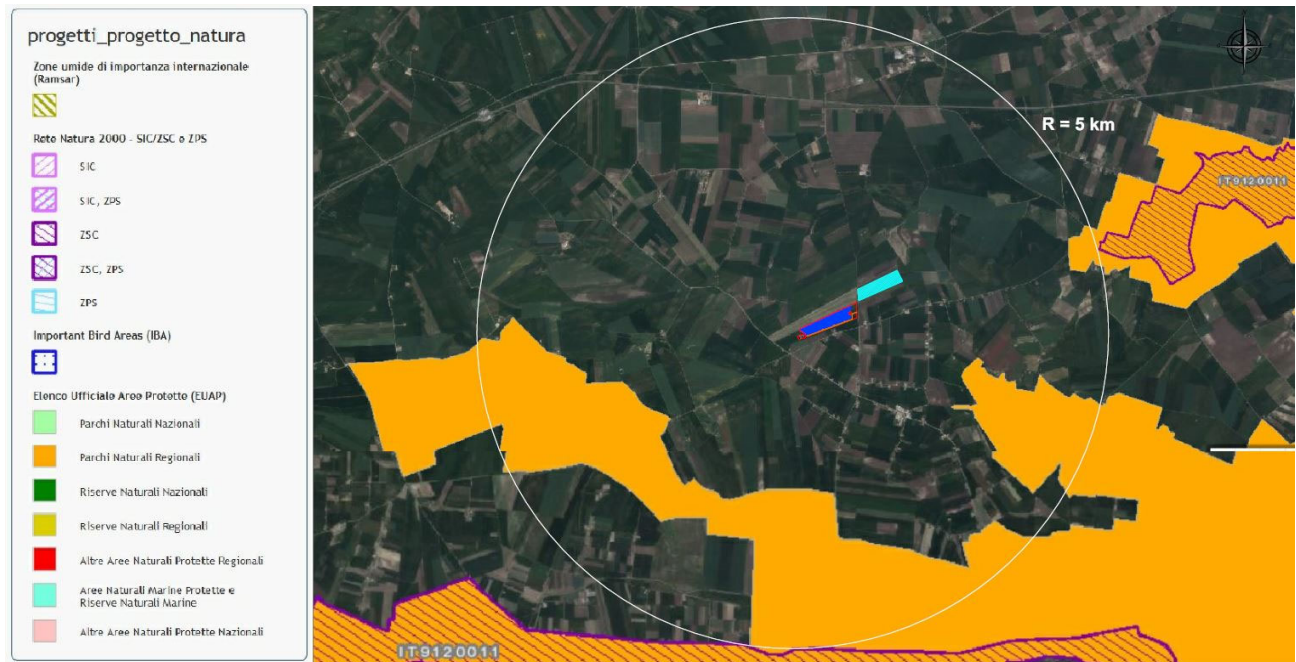 progetti_progetto_natura
Zone umide di importanza internazionale
(Ramsar)
Rete Natura 2000 - SIC/ZSC e ZPS
SIC
SIC, ZPS
ZSC
ZSC, ZPS
ZPS
Important Bird Areas (IBA)
Elenco Ufficiale Aree Protette (EUAP)
Parchi Naturali Nazionali
Parchi Naturali Regionali
Riserve Naturali Nazionali
Riserve Naturali Regionali
Altre Aree Naturali Protette Regionali
Aree Naturali Marine Protette e
Riserve Naturali Marine
Altre Aree Naturali Protette Nazionali
R = 5 km
IT9120011
IT9120011